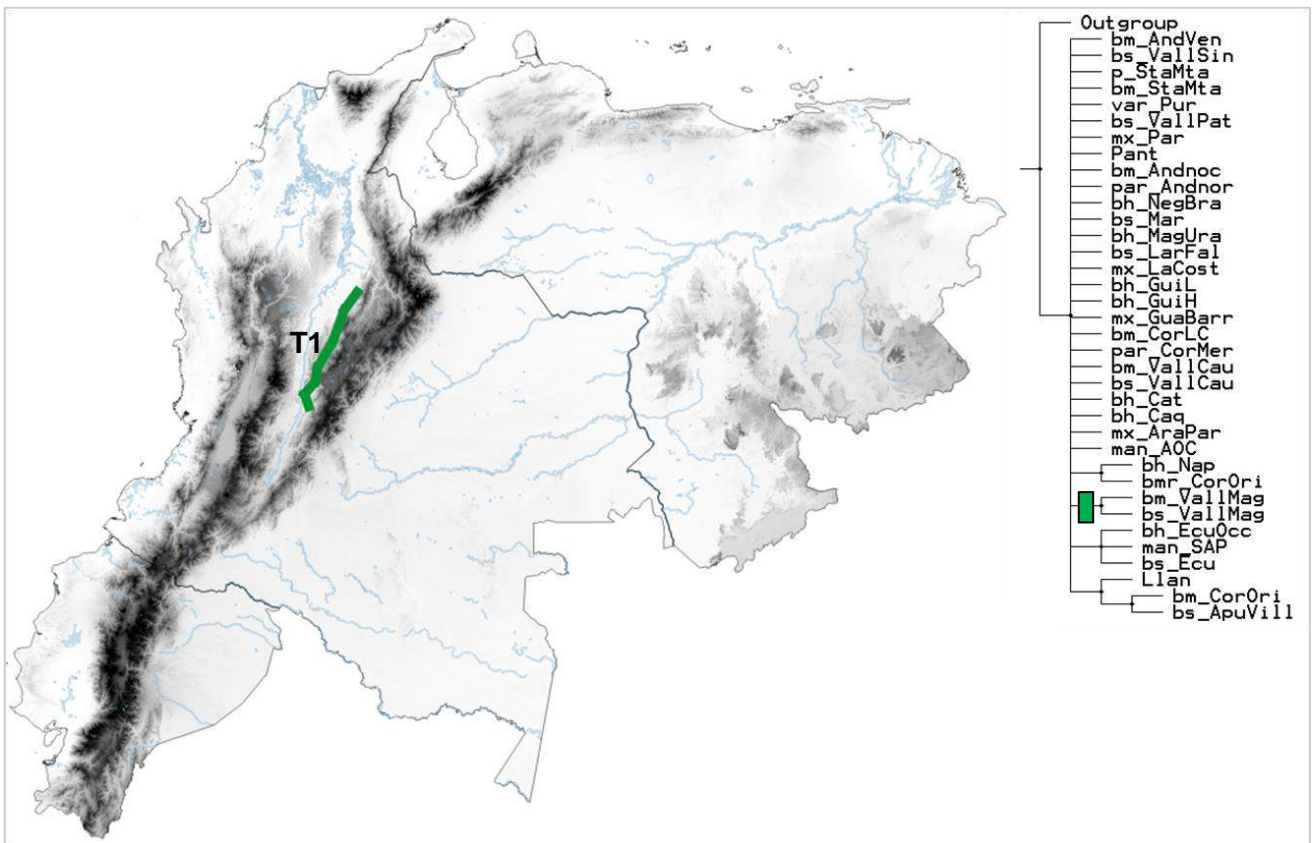 T1
Outgroup
bm_AndVen
bs_VallSin
p_StaMta
bm_StaMta
var_Pur
bs_VallPat
mx_Par
Pant
bm_Andnoc
par_Andnor
bh_NegBra
bs_Mar
bh_MagUra
bs_LarFal
mx_LaCost
bh_GuiL
bh_GuiH
mx_GuaBarr
bm_CorLC
par_CorMer
bm_VallCau
bs_VallCau
bh_Cat
bh_Caq
mx_AraPar
man_AOC
bh_Nap
bmr_CorOri
bm_VallMag
bs_VallMag
bh_EcuOcc
man_SAP
bs_Ecu
Llan
bm_CorOri
bs_ApuVill